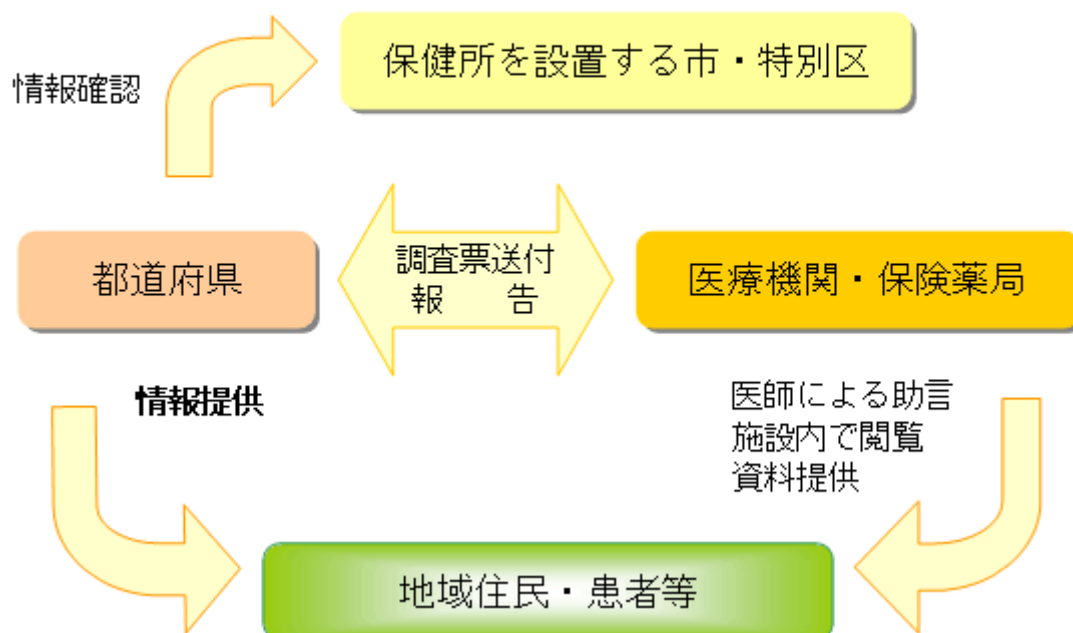 保健所を設置する市・特別区
情報確認
都道府県
調査票送付
報　　告
医療機関・保険薬局
情報提供
医師による助言
施設内で閲覧
資料提供
地域住民・患者等